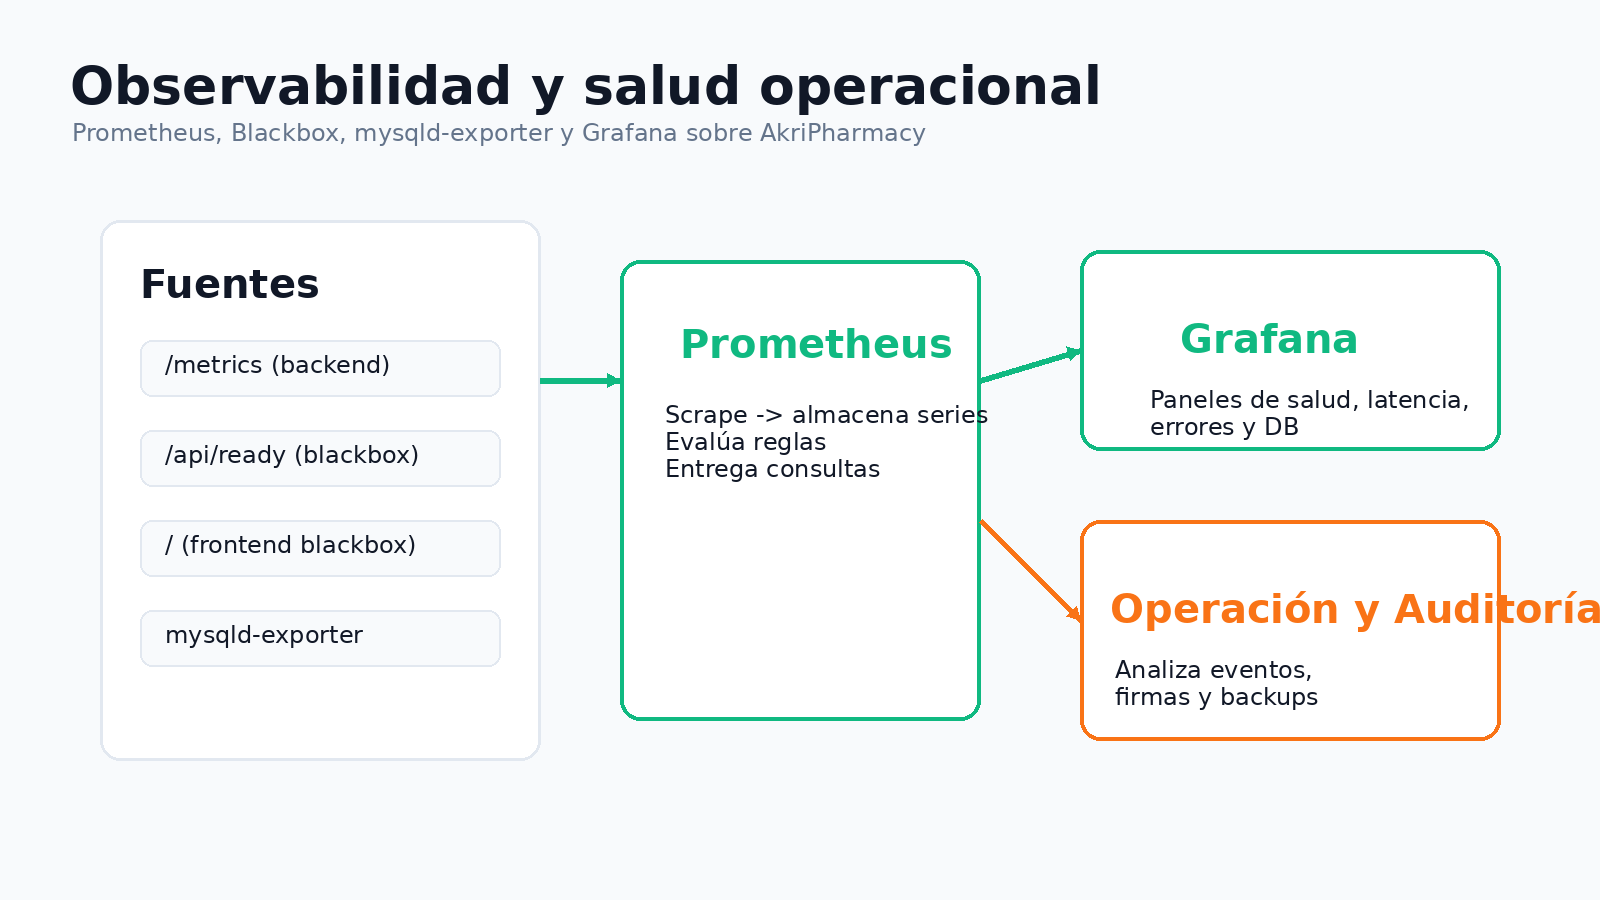 Observabilidad y salud operacional
Prometheus, Blackbox, mysqld-exporter y Grafana sobre AkriPharmacy
Fuentes
/metrics (backend)
/api/ready (blackbox)
/ (frontend blackbox)
mysqld-exporter
Prometheus
Scrape -> almacena series
Evalúa reglas
Entrega consultas
Grafana
Paneles de salud, latencia,
errores y DB
Operación y Auditoría
Analiza eventos,
firmas y backups